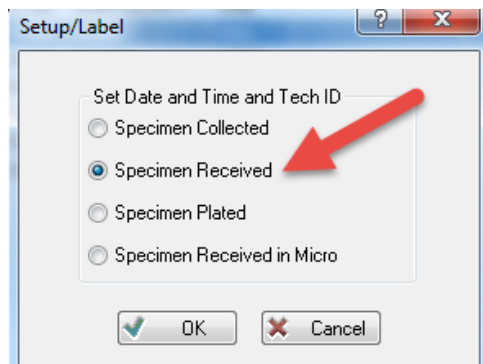 Setup/Label
Set Date and Time and Tech ID
Specimen Collected
Specimen Received
Specimen Plated
Specimen Received in Micro
OK Cancel